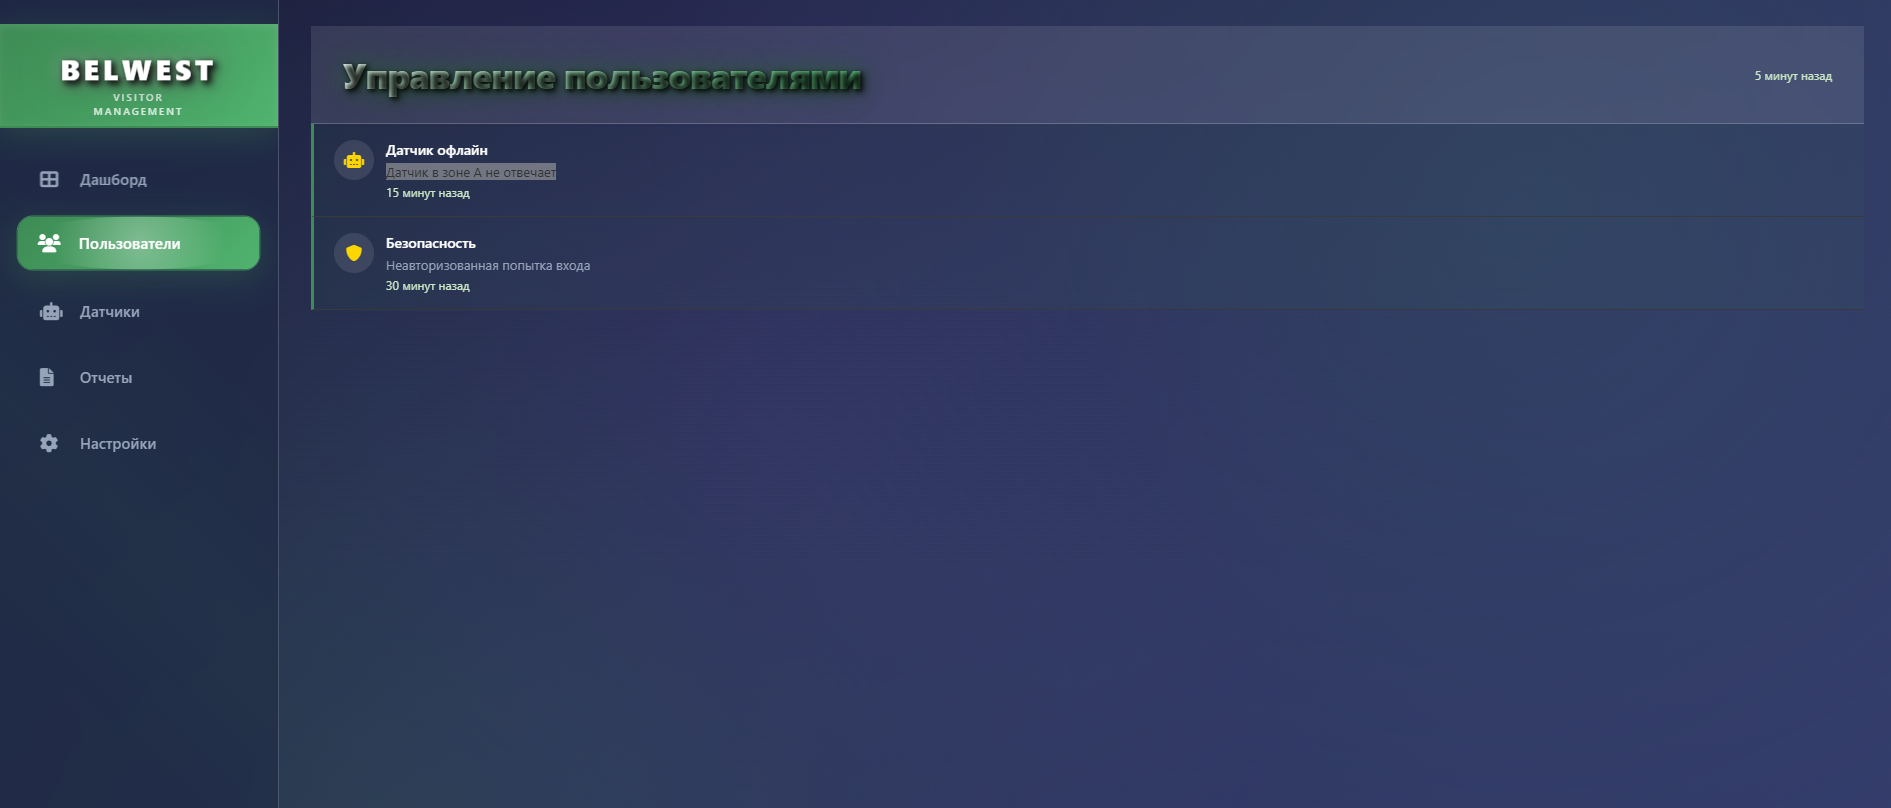 BELWEST
VISITOR
MANAGEMENT
Дашборд
Пользователи
Датчики
Отчеты
Настройки
Управление пользователями
5 минут назад
Датчик офлайн
Датчик в зоне A не отвечает
15 минут назад
Безопасность
Неавторизованная попытка входа
30 минут назад